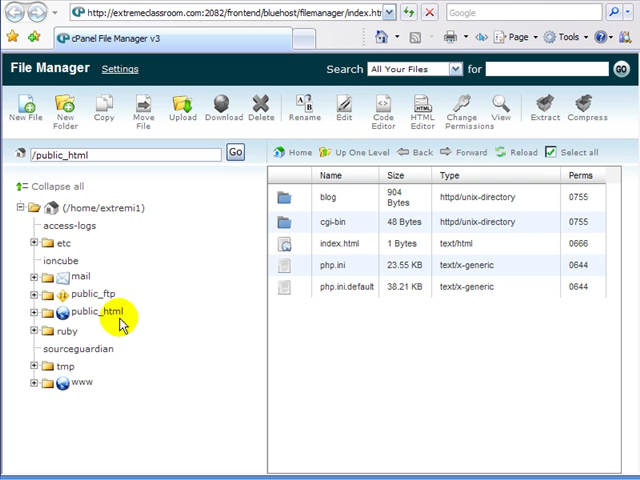 http://extremeclassroom.com:2082/frontend/bluehost/filemanager/index.ht
Google
cPanel File Manager v3
Page
Tools
File Manager
Settings
Search
All Your Files
for
GO
New File
New Folder
Copy
Move File
Upload
Download
Delete
Rename
Edit
Code Editor
HTML Editor
Change Permissions
View
Extract
Compress
/public_html
Go
Home
Up One Level
Back
Forward
Reload
Select all
Collapse all
(/home/extremi1)
access-logs
etc
ioncube
mail
public_ftp
public_html
ruby
sourceguardian
tmp
www
Name Size Type Perms
blog 904 Bytes httpd/unix-directory 0755
cgi-bin 48 Bytes httpd/unix-directory 0755
index.html 1 Bytes text/html 0666
php.ini 23.55 KB text/x-generic 0644
php.ini.default 38.21 KB text/x-generic 0644